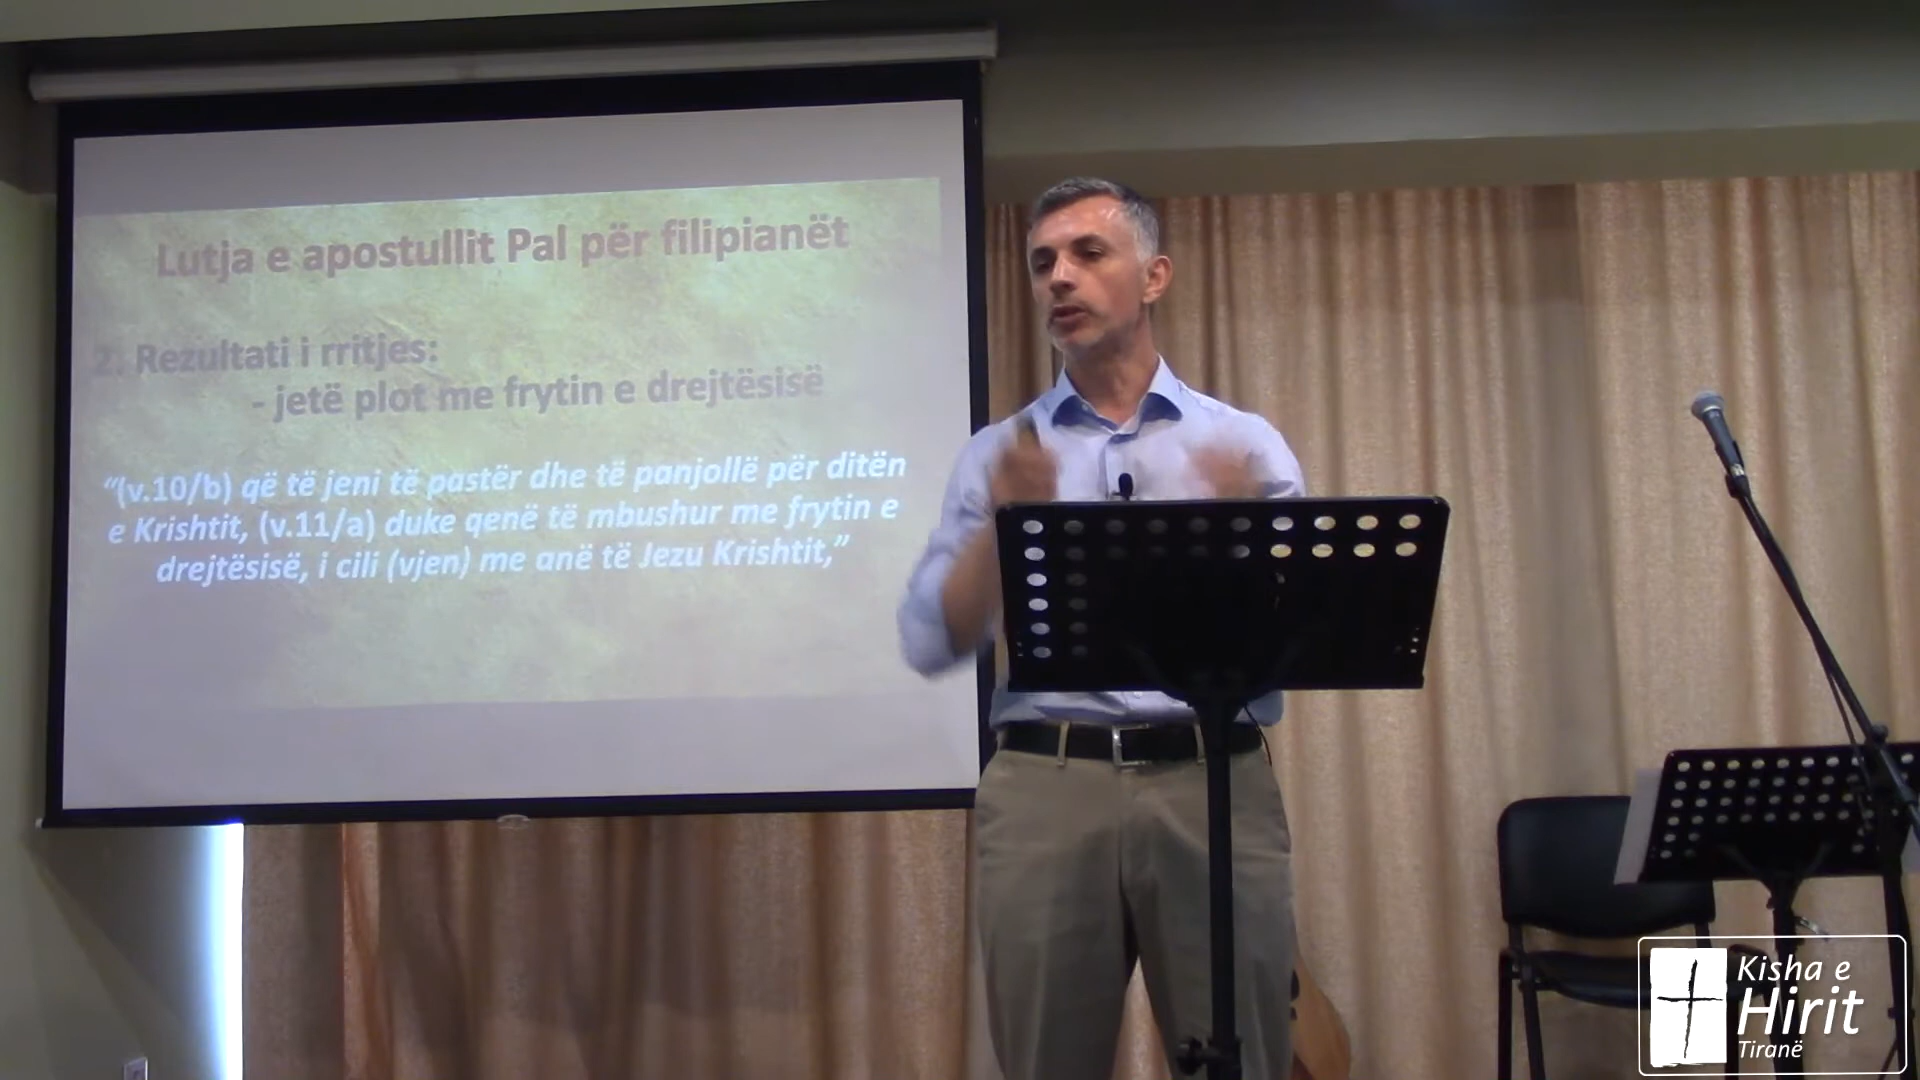 Lutja e apostullit Pal për filipianët
2. Rezultati i rritjes:
- jetë plot me frytin e drejtësisë
“(v.10/b) që të jeni të pastër dhe të panjollë për ditën
e Krishtit, (v.11/a) duke qenë të mbushur me frytin e
drejtësisë, i cili (vjen) me anë të Jezu Krishtit,”
Kisha e
Hirit
Tiranë